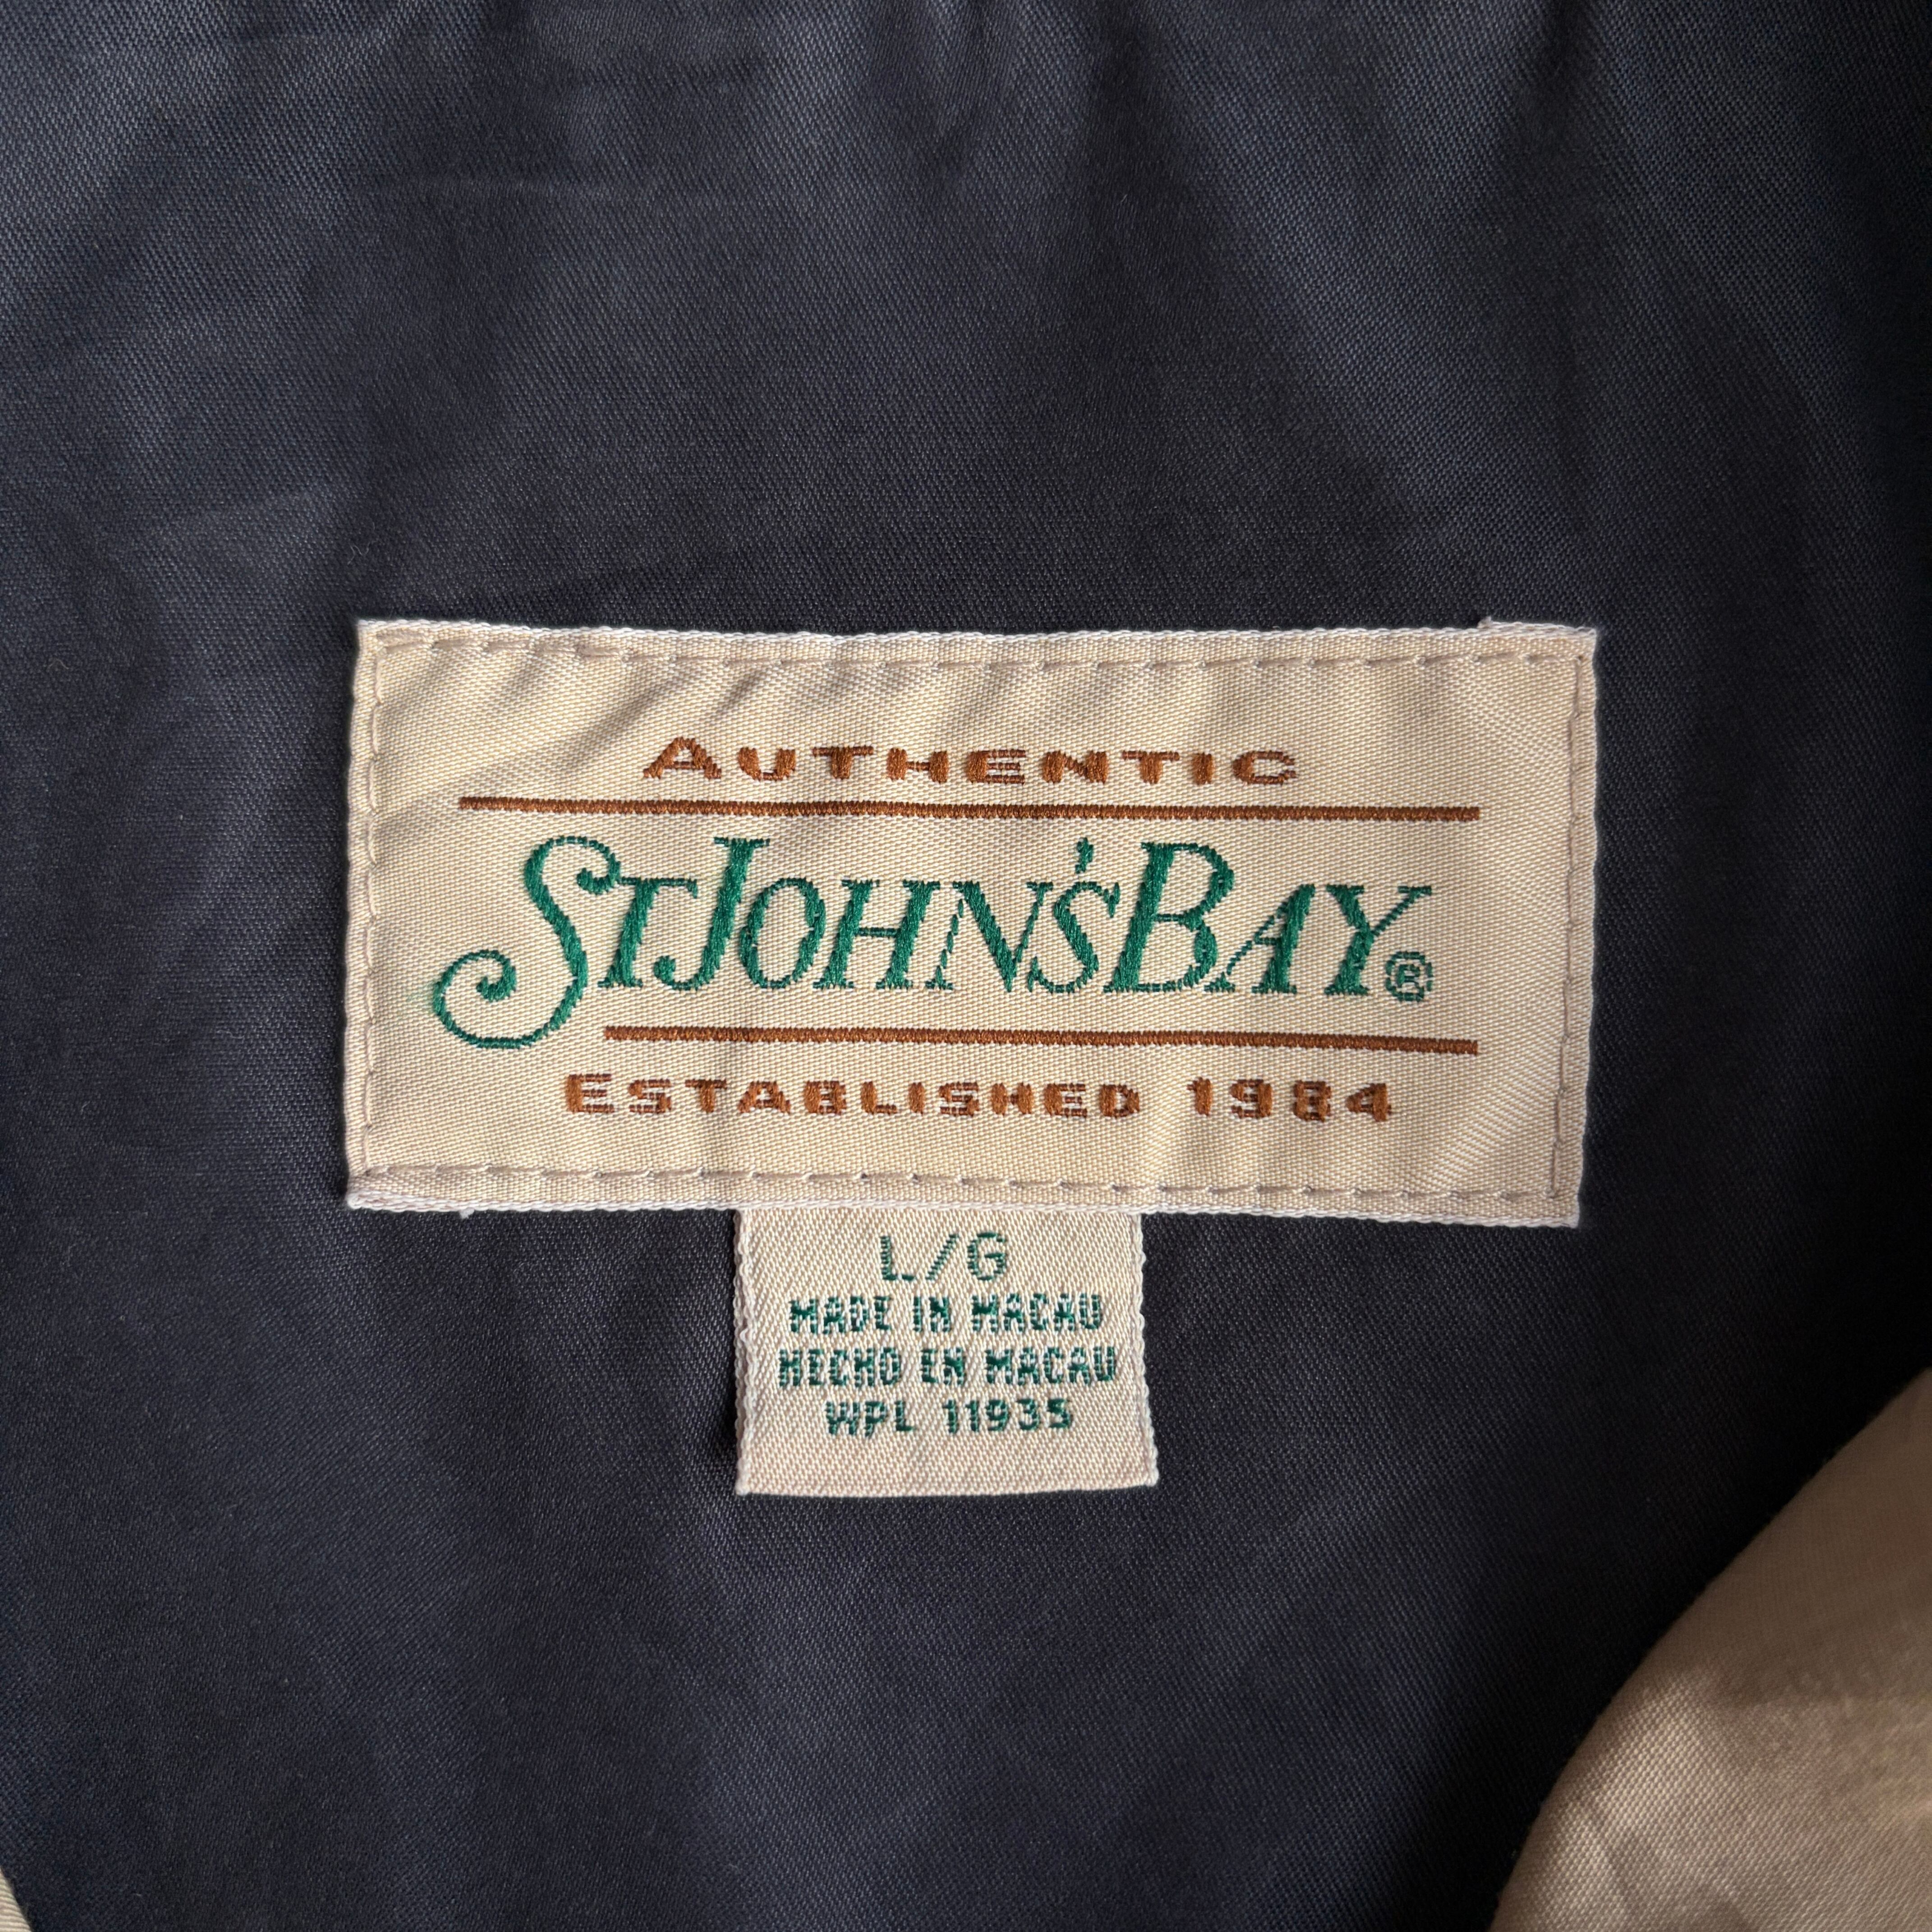 AUTHENTIC
ST JOHN'S BAY®
ESTABLISHED 1984
L/G
MADE IN MACAU
HECHO EN MACAU
WPL 11935